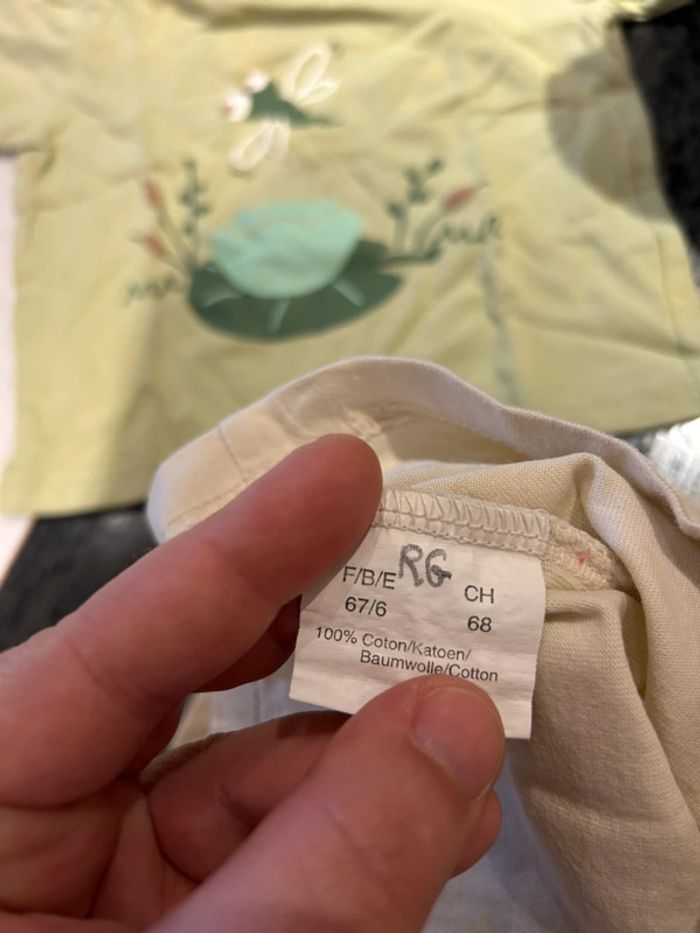 RG
F/B/E CH
67/6 68
100% Coton/Katoen/
Baumwolle/Cotton